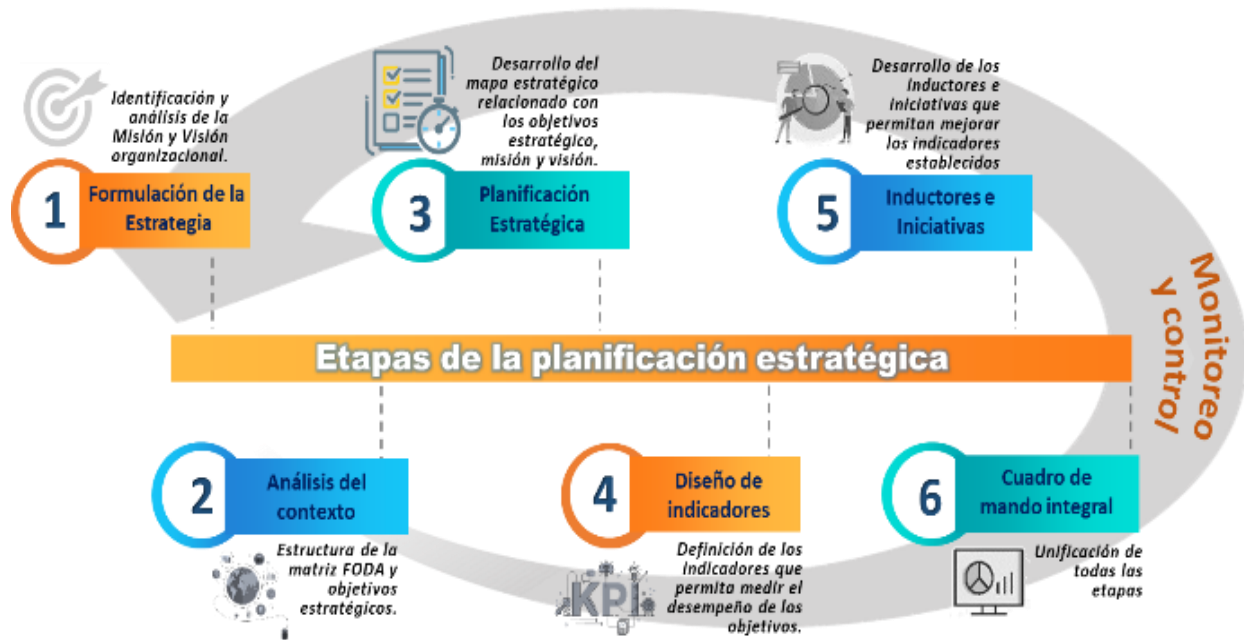 Identificación y
análisis de la
Misión y Visión
organizacional.
1
Formulación de la
Estrategia
Desarrollo del
mapa estratégico
relacionado con
los objetivos
estratégico,
misión y visión.
3
Planificación
Estratégica
Desarrollo de los
inductores e
iniciativas que
permitan mejorar
los indicadores
establecidos
5
Inductores e
Iniciativas
Monitoreo
y control
Etapas de la planificación estratégica
2
Análisis del
contexto
Estructura de la
matriz FODA y
objetivos
estratégicos.
4
Diseño de
indicadores
Definición de los
indicadores que
permita medir el
desempeño de los
objetivos.
KPI
6
Cuadro de
mando integral
Unificación de
todas las
etapas